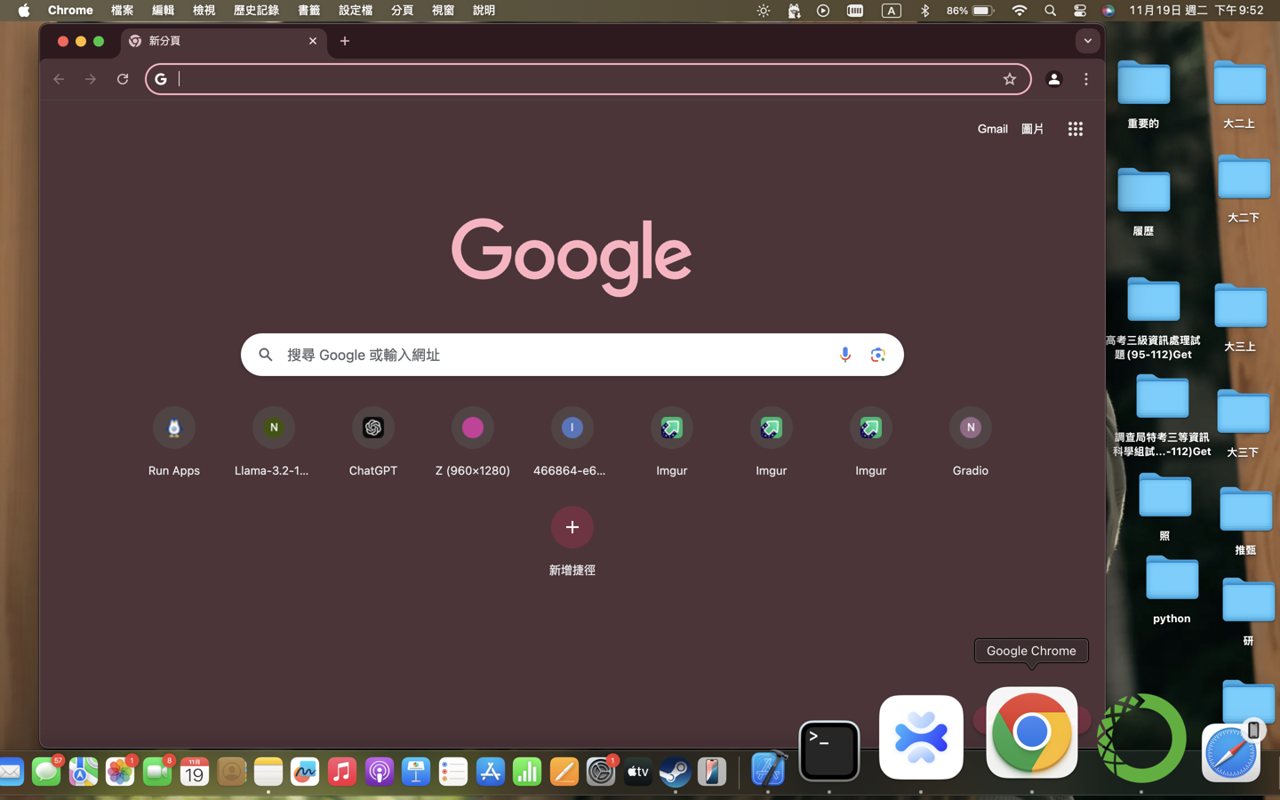 Chrome 檔案 編輯 檢視 歷史記錄 書籤 設定檔 分頁 視窗 說明 A 86% 11月19日 週二 下午9:52
新分頁
G
Gmail 圖片
Google
搜尋 Google 或輸入網址
N I N
Run Apps Llama-3.2-1... ChatGPT Z (960×1280) 466864-e6... Imgur Imgur Imgur Gradio
新增捷徑
重要的 大二上
大二下
履歷
高考三級資訊處理試
題 (95-112)Get
大三上
調查局特考三等資訊
科學組試...-112)Get
大三下
照
推甄
python
研
Google Chrome
>_
57 1 8 11月 19 tv 1